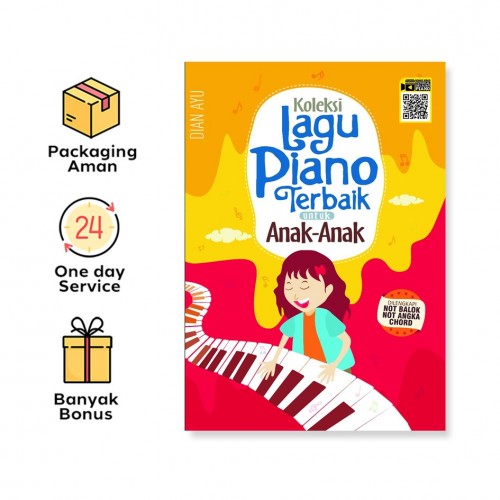 Packaging
Aman
24
One day
Service
Banyak
Bonus
DIAN AYU
Koleksi
Lagu
Piano
Terbaik
untuk
Anak-Anak
DILENGKAPI
NOT BALOK
NOT ANGKA
CHORD